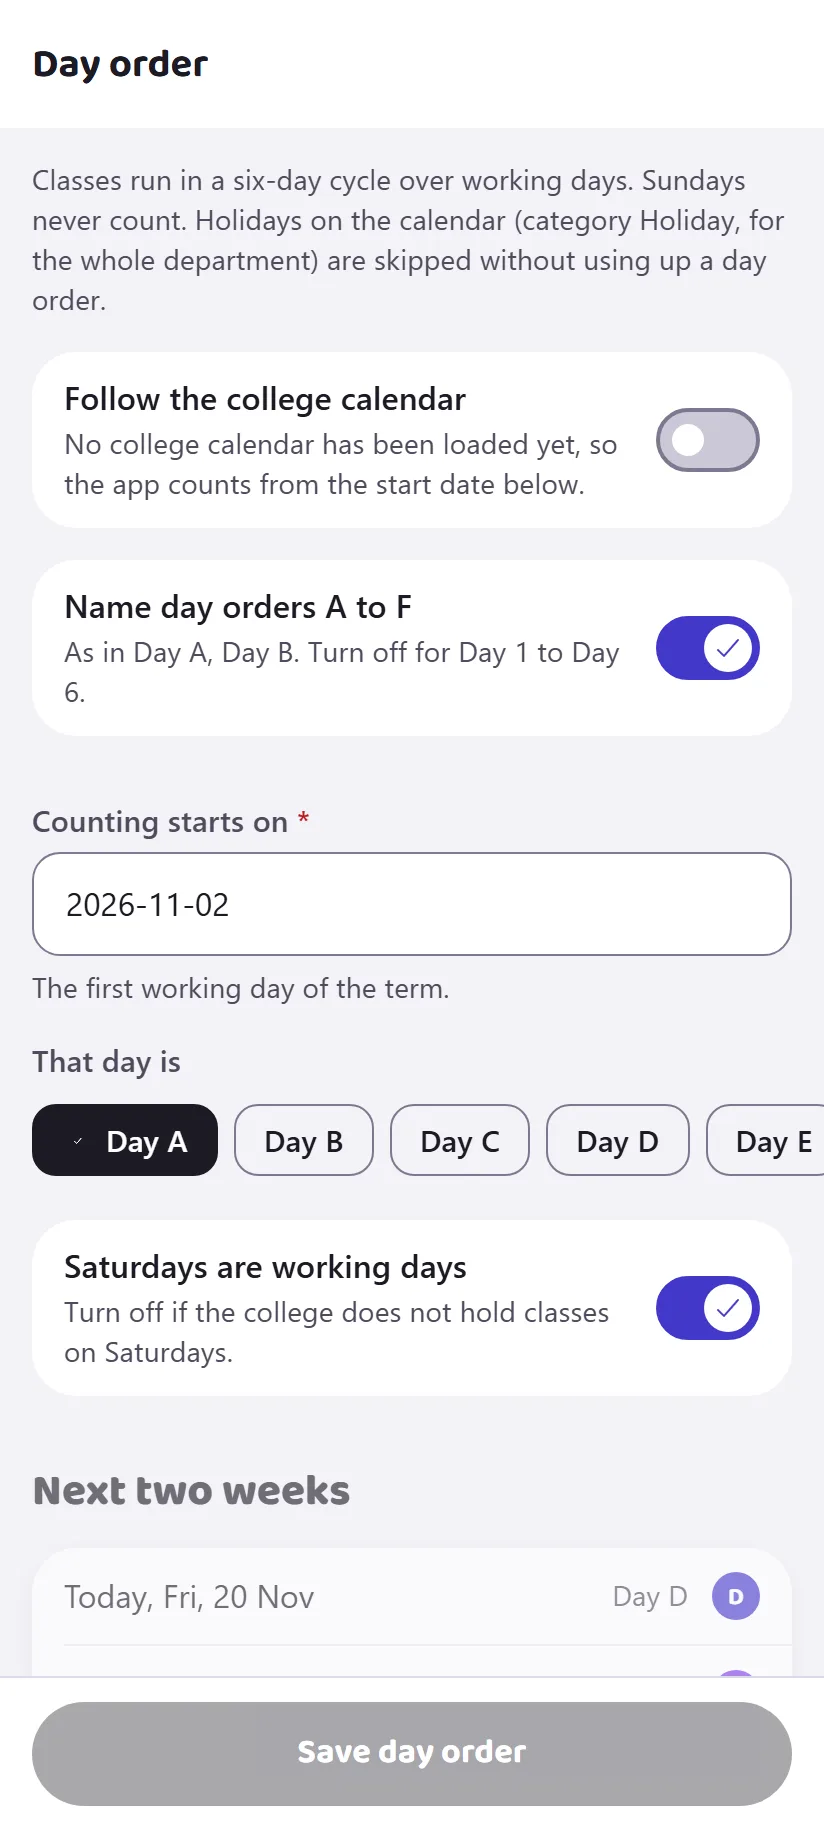 Day order
Classes run in a six-day cycle over working days. Sundays
never count. Holidays on the calendar (category Holiday, for
the whole department) are skipped without using up a day
order.
Follow the college calendar
No college calendar has been loaded yet, so
the app counts from the start date below.
Name day orders A to F
As in Day A, Day B. Turn off for Day 1 to Day
6.
Counting starts on *
2026-11-02
The first working day of the term.
That day is
Day A Day B Day C Day D Day E
Saturdays are working days
Turn off if the college does not hold classes
on Saturdays.
Next two weeks
Today, Fri, 20 Nov Day D D
Save day order